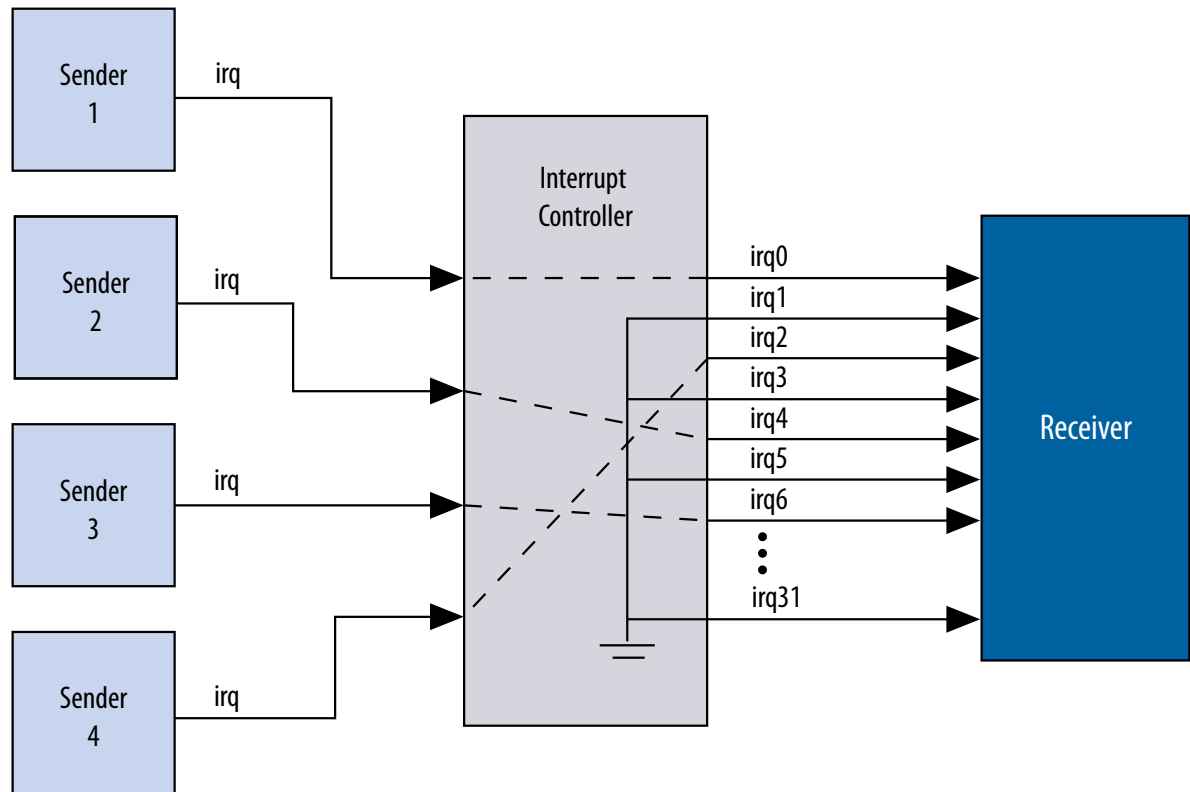 Sender
1
irq
Sender
2
irq
Sender
3
irq
Sender
4
irq
Interrupt
Controller
irq0
irq1
irq2
irq3
irq4
irq5
irq6
irq31
Receiver